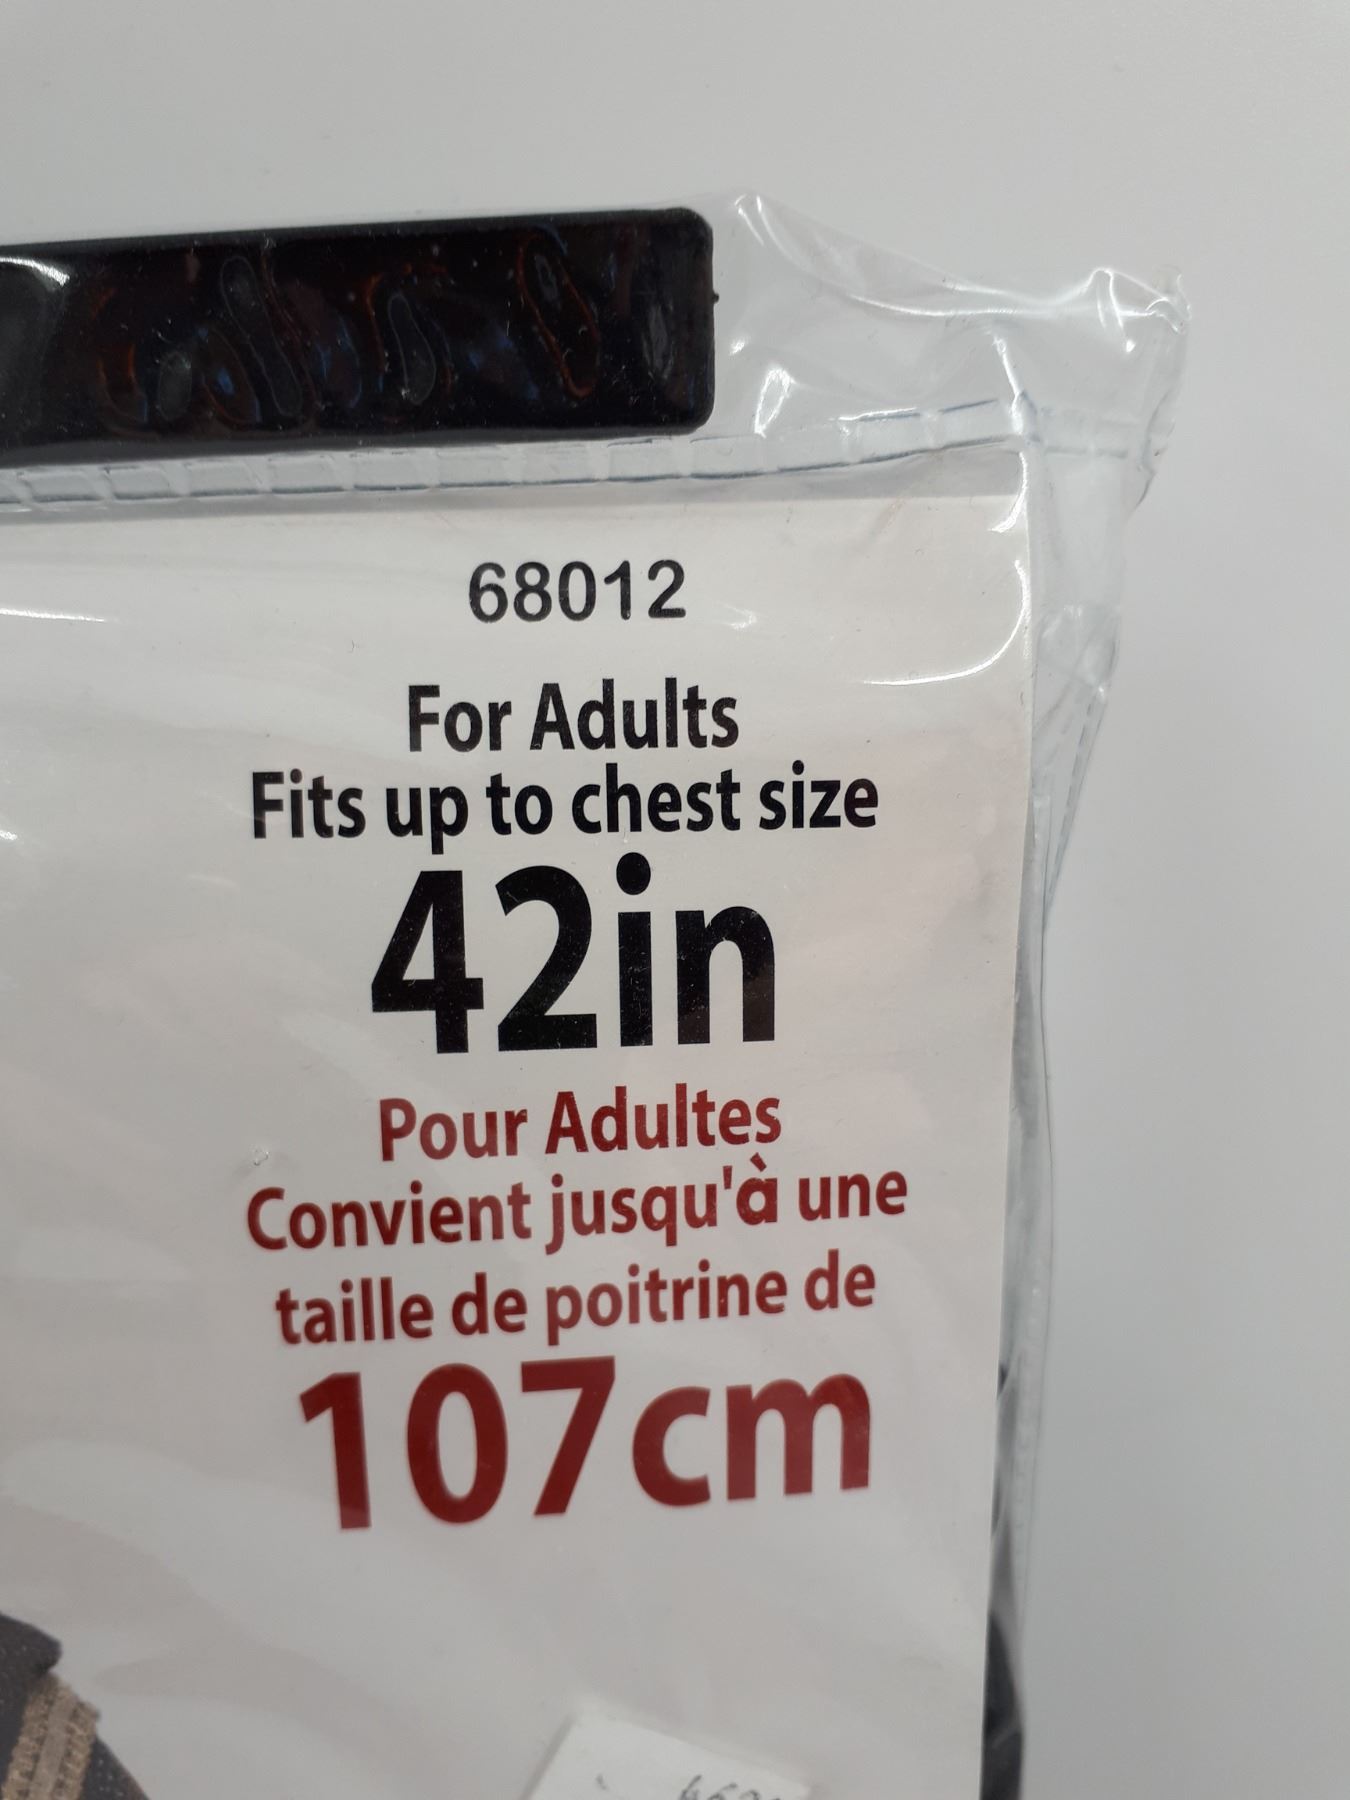 68012
For Adults
Fits up to chest size
42in
Pour Adultes
Convient jusqu'à une
taille de poitrine de
107cm